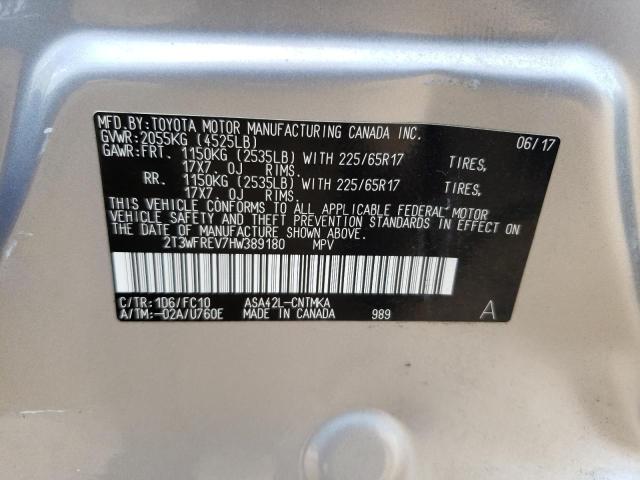 MFD.BY:TOYOTA MOTOR MANUFACTURING CANADA INC.
GVWR:2055KG (4525LB) 06/17
GAWR:FRT. 1150KG (2535LB) WITH 225/65R17 TIRES,
17X7. 0J RIMS.
RR. 1150KG (2535LB) WITH 225/65R17 TIRES,
17X7. 0J RIMS.
THIS VEHICLE CONFORMS TO ALL APPLICABLE FEDERAL MOTOR
VEHICLE SAFETY AND THEFT PREVENTION STANDARDS IN EFFECT ON
THE DATE OF MANUFACTURE SHOWN ABOVE.
2T3WFREV7HW389180 MPV
C/TR:1D6/FC10 ASA42L-CNTMKA
A/TM:-02A/U760E MADE IN CANADA 989 A